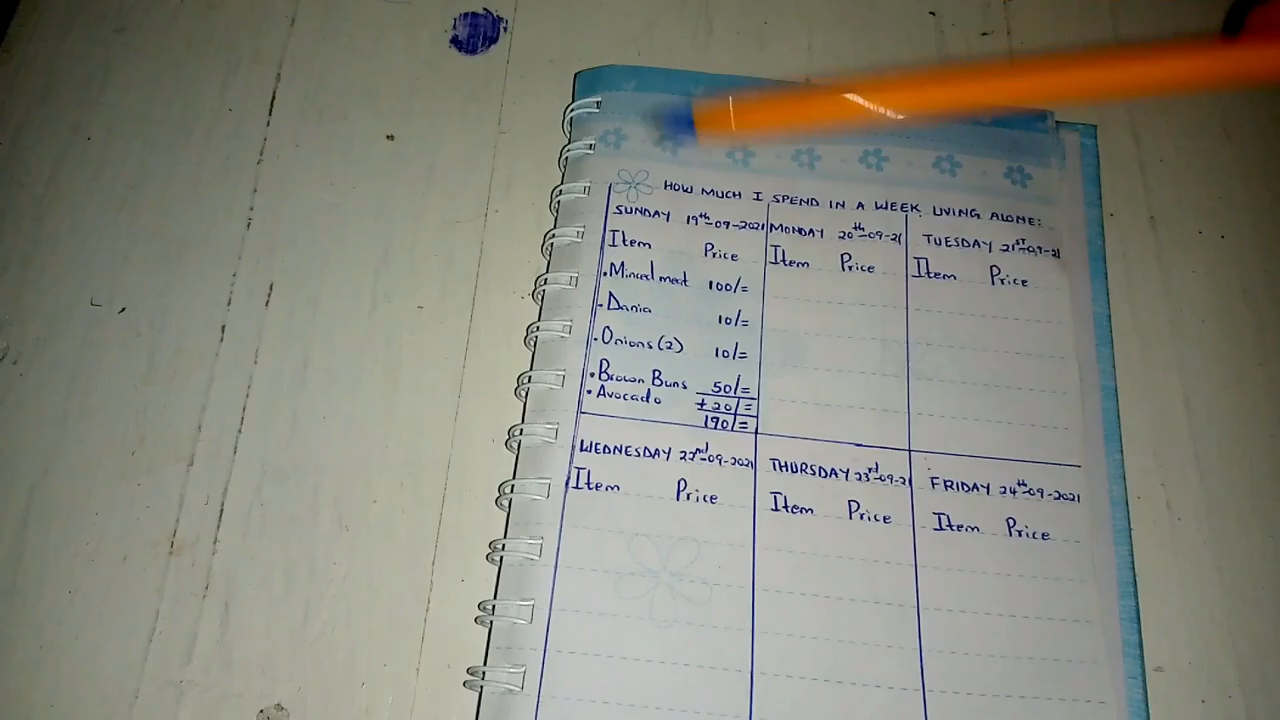 HOW MUCH I SPEND IN A WEEK, LIVING ALONE:
SUNDAY 19th-09-2021
Item Price
• Minced meat 100/=
• Dania 10/=
• Onions (2) 10/=
• Brown Buns 50/=
• Avocado + 20/=
190/=
MONDAY 20th-09-21
Item Price
TUESDAY 21ST-09-21
Item Price
WEDNESDAY 22nd-09-2021
Item Price
THURSDAY 23rd-09-21
Item Price
FRIDAY 24th-09-2021
Item Price